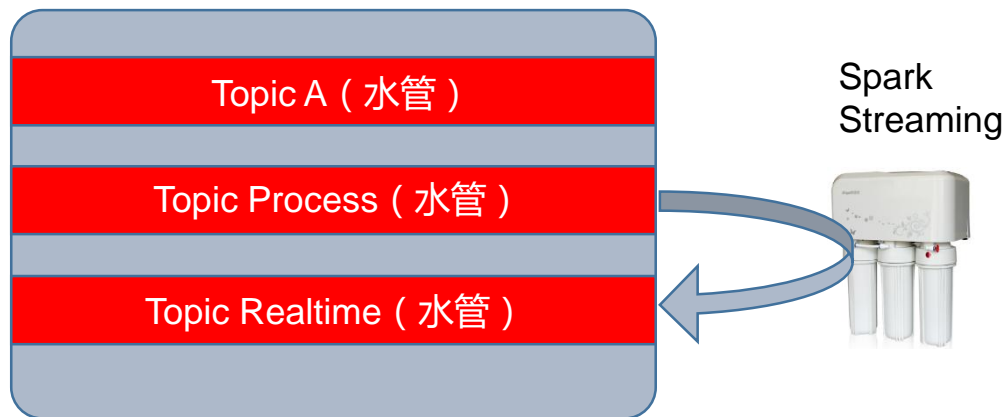 Topic A（水管）
Spark
Streaming
Topic Process（水管）
Topic Realtime（水管）